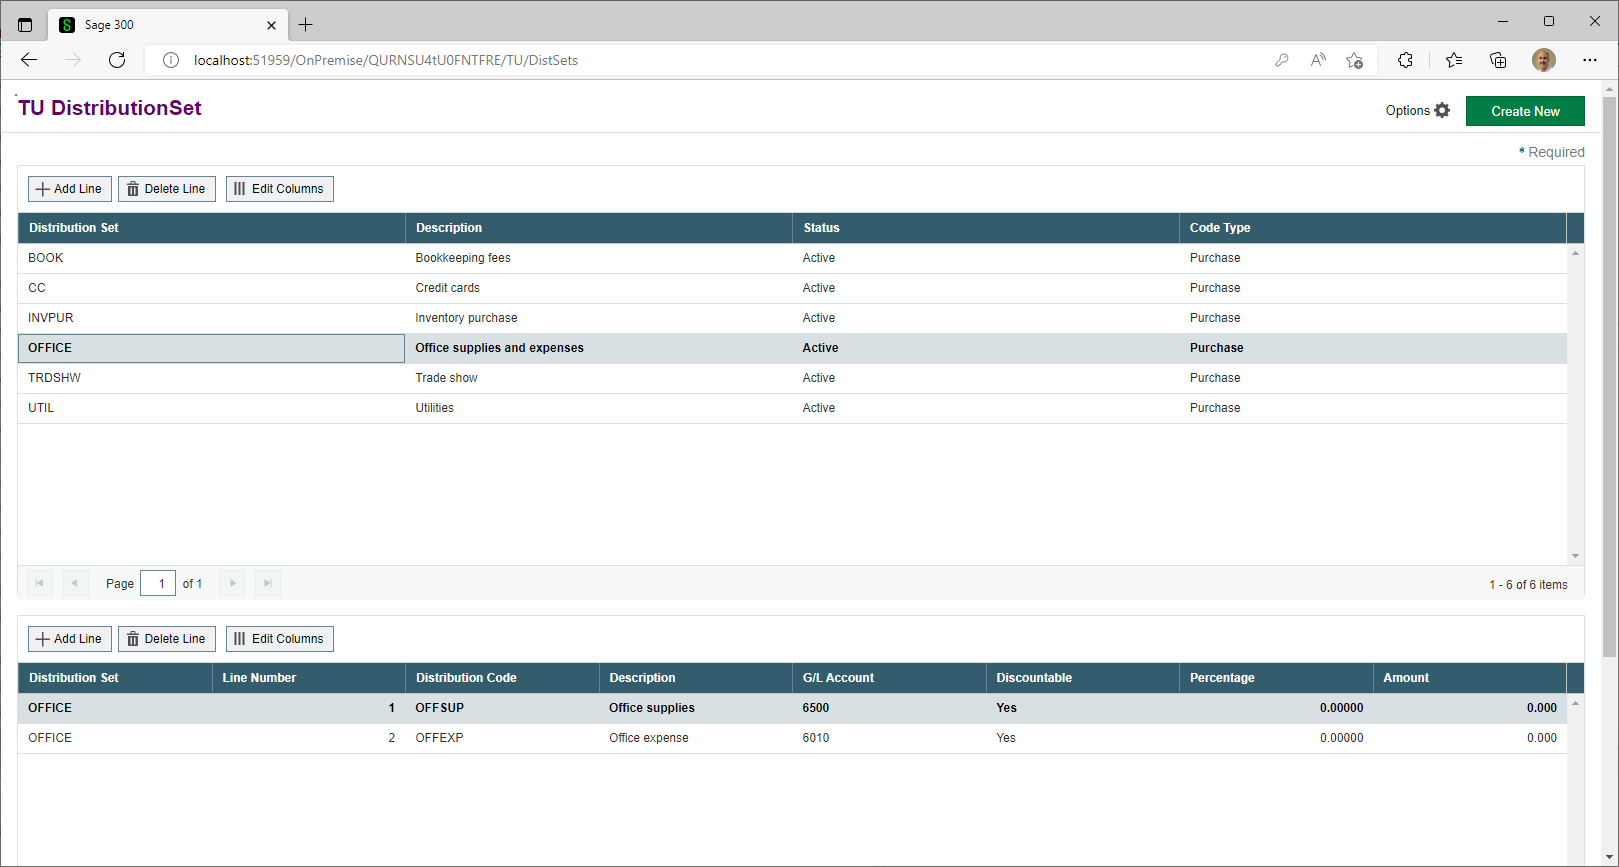 Sage 300
localhost:51959/OnPremise/QURNSU4tU0FNTFRE/TU/DistSets
TU DistributionSet
Options
Create New
* Required
Add Line Delete Line Edit Columns
Distribution Set Description Status Code Type
BOOK Bookkeeping fees Active Purchase
CC Credit cards Active Purchase
INVPUR Inventory purchase Active Purchase
OFFICE Office supplies and expenses Active Purchase
TRDSHW Trade show Active Purchase
UTIL Utilities Active Purchase
Page 1 of 1 1 - 6 of 6 items
Add Line Delete Line Edit Columns
Distribution Set Line Number Distribution Code Description G/L Account Discountable Percentage Amount
OFFICE 1 OFFSUP Office supplies 6500 Yes 0.00000 0.000
OFFICE 2 OFFEXP Office expense 6010 Yes 0.00000 0.000